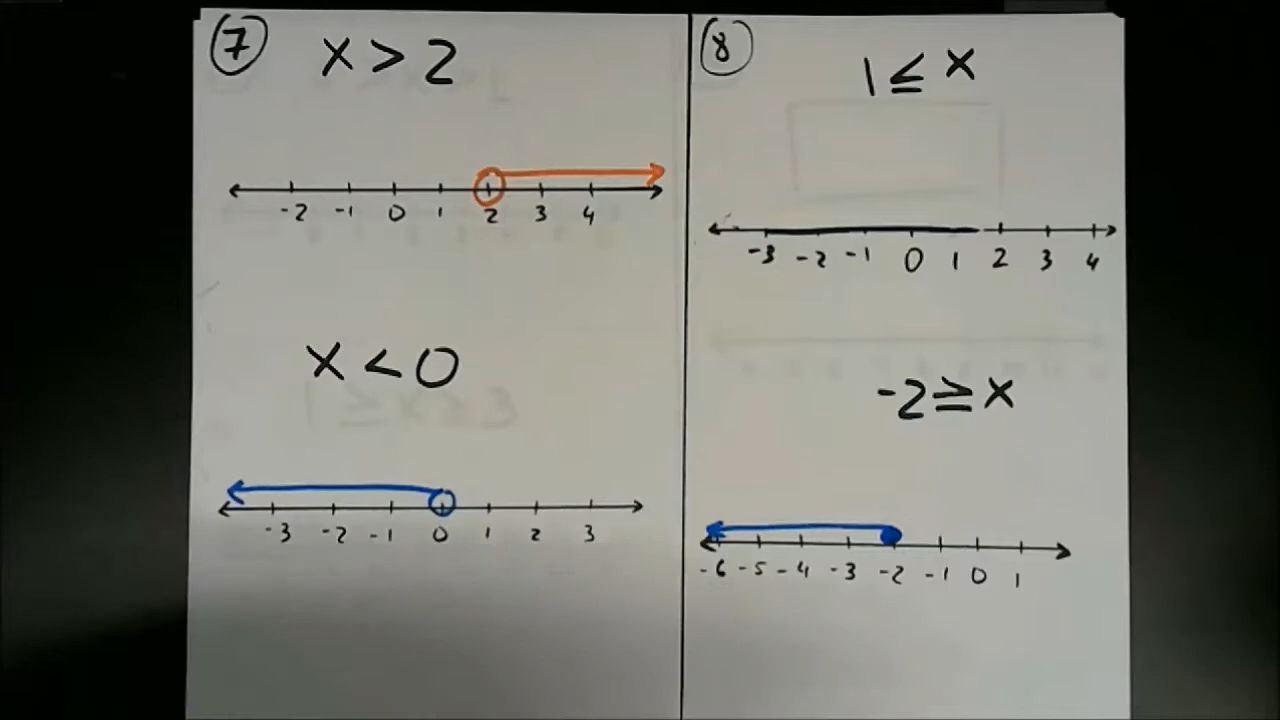 7 x > 2
-2 -1 0 1 2 3 4
x < 0
-3 -2 -1 0 1 2 3
8
1 ≤ x
-3 -2 -1 0 1 2 3 4
-2 ≥ x
-6 -5 -4 -3 -2 -1 0 1